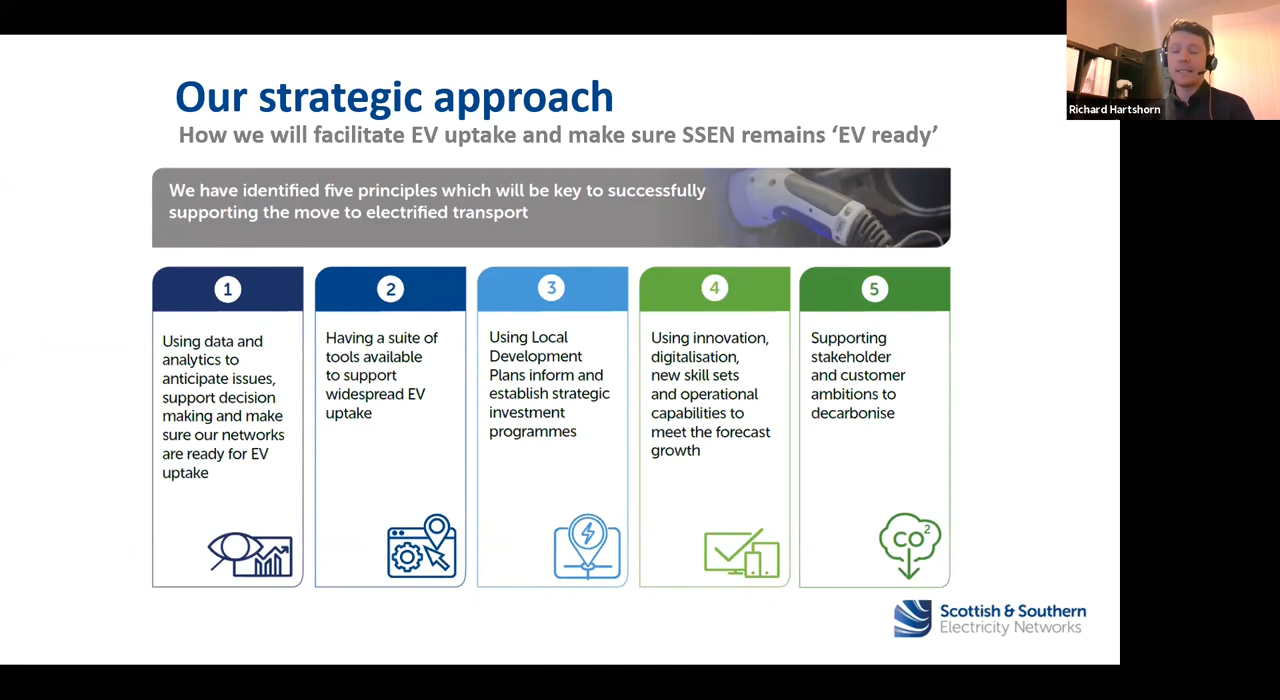 Our strategic approach
How we will facilitate EV uptake and make sure SSEN remains ‘EV ready’
We have identified five principles which will be key to successfully
supporting the move to electrified transport
1
Using data and
analytics to
anticipate issues,
support decision
making and make
sure our networks
are ready for EV
uptake
2
Having a suite of
tools available
to support
widespread EV
uptake
3
Using Local
Development
Plans inform and
establish strategic
investment
programmes
4
Using innovation,
digitalisation,
new skill sets
and operational
capabilities to
meet the forecast
growth
5
Supporting
stakeholder
and customer
ambitions to
decarbonise
CO²
Scottish & Southern
Electricity Networks
Richard Hartshorn